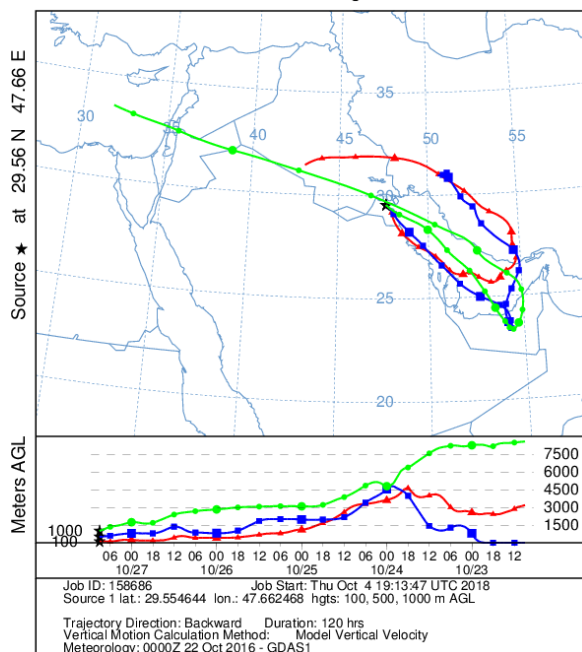 Source ★ at 29.56 N 47.66 E
35
30
35
40
45
50
55
30
25
20
Meters AGL
7500
6000
4500
3000
1500
1000
100
06 00 18 12 06 00 18 12 06 00 18 12 06 00 18 12 06 00 18 12
10/27 10/26 10/25 10/24 10/23
Job ID: 158686 Job Start: Thu Oct 4 19:13:47 UTC 2018
Source 1 lat.: 29.554644 lon.: 47.662468 hgts: 100, 500, 1000 m AGL
Trajectory Direction: Backward Duration: 120 hrs
Vertical Motion Calculation Method: Model Vertical Velocity
Meteorology: 0000Z 22 Oct 2016 - GDAS1